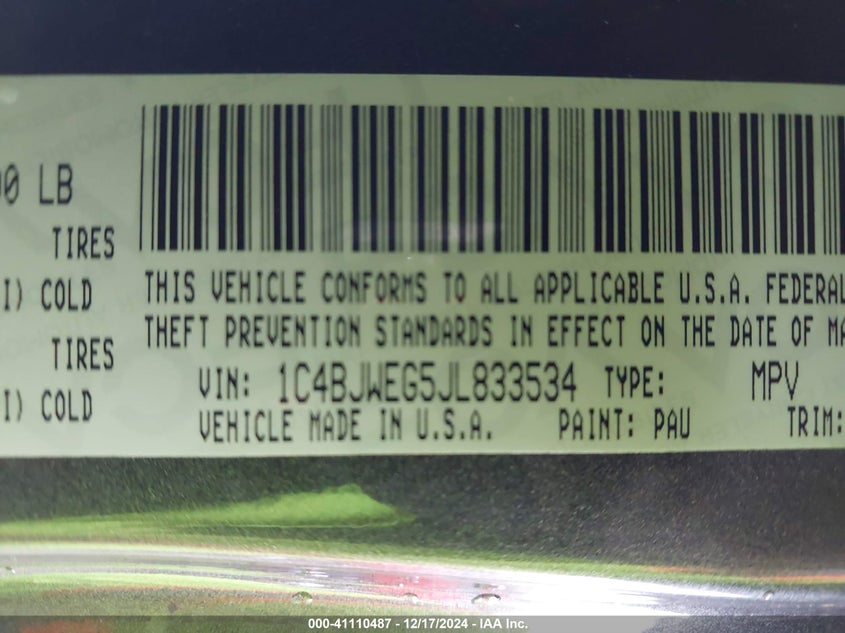 00 LB
TIRES
I) COLD
TIRES
I) COLD
THIS VEHICLE CONFORMS TO ALL APPLICABLE U.S.A. FEDERAL
THEFT PREVENTION STANDARDS IN EFFECT ON THE DATE OF MA
VIN: 1C4BJWEG5JL833534 TYPE: MPV
VEHICLE MADE IN U.S.A. PAINT: PAU TRIM:
000-41110487 - 12/17/2024 - IAA Inc.